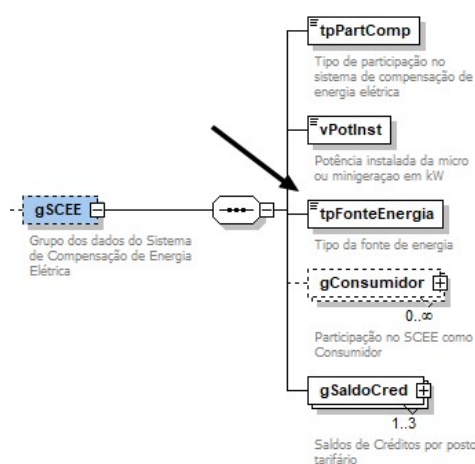 tpPartComp
Tipo de participação no
sistema de compensação de
energia elétrica
vPotInst
Potência instalada da micro
ou minigeraçao em kW
gSCEE
Grupo dos dados do Sistema
de Compensação de Energia
Elétrica
tpFonteEnergia
Tipo da fonte de energia
gConsumidor
0..∞
Participação no SCEE como
Consumidor
gSaldoCred
1..3
Saldos de Créditos por posto
tarifário